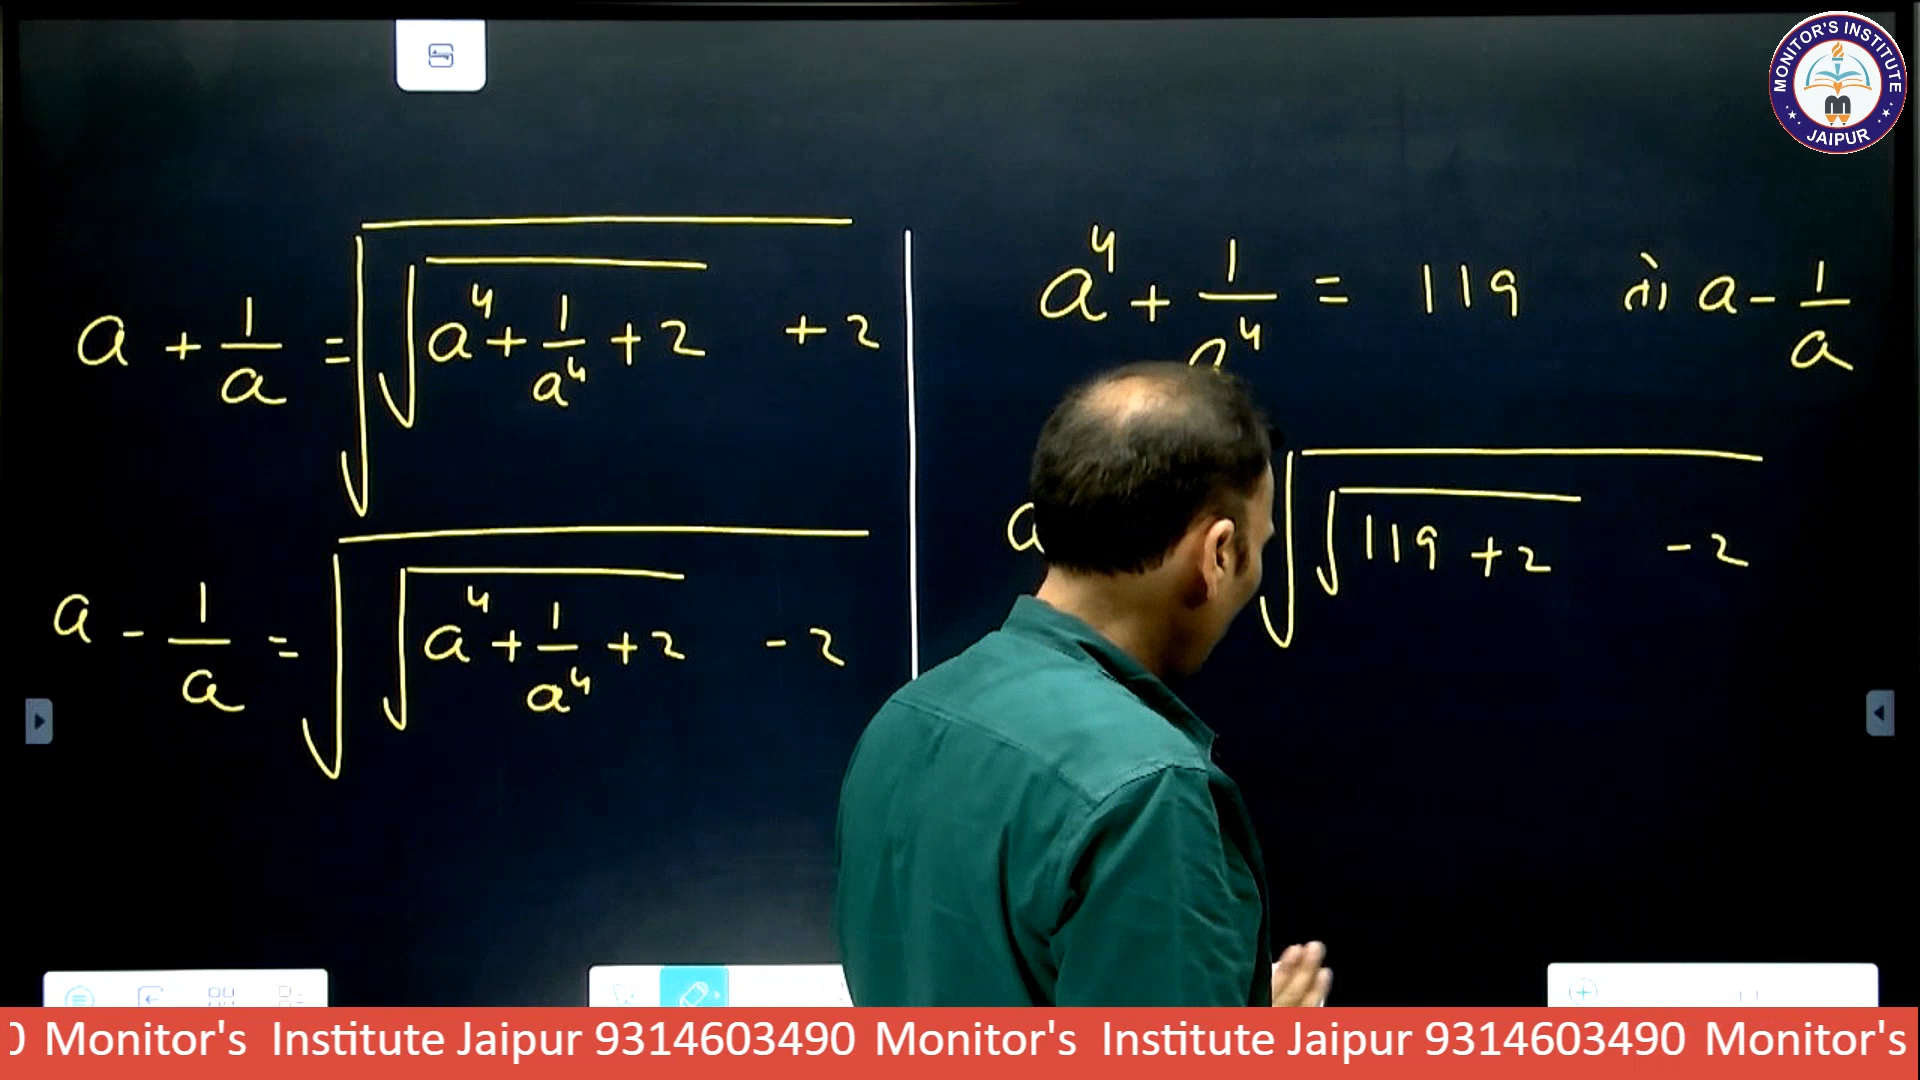 MONITOR'S INSTITUTE
JAIPUR
a + 1/a = √(√(a⁴ + 1/a⁴ + 2) + 2)
a - 1/a = √(√(a⁴ + 1/a⁴ + 2) - 2)
a⁴ + 1/a⁴ = 119 तो a - 1/a
a √(√(119 + 2) - 2)
Monitor's Institute Jaipur 9314603490 Monitor's Institute Jaipur 9314603490 Monitor's